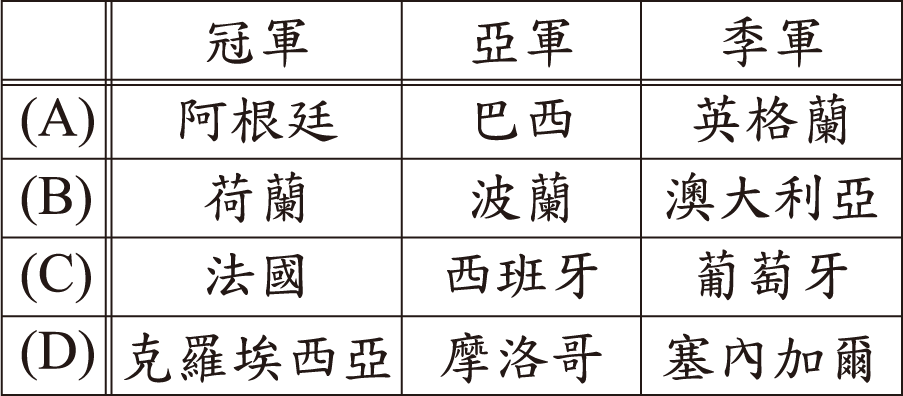 冠軍 亞軍 季軍
(A) 阿根廷 巴西 英格蘭
(B) 荷蘭 波蘭 澳大利亞
(C) 法國 西班牙 葡萄牙
(D) 克羅埃西亞 摩洛哥 塞內加爾